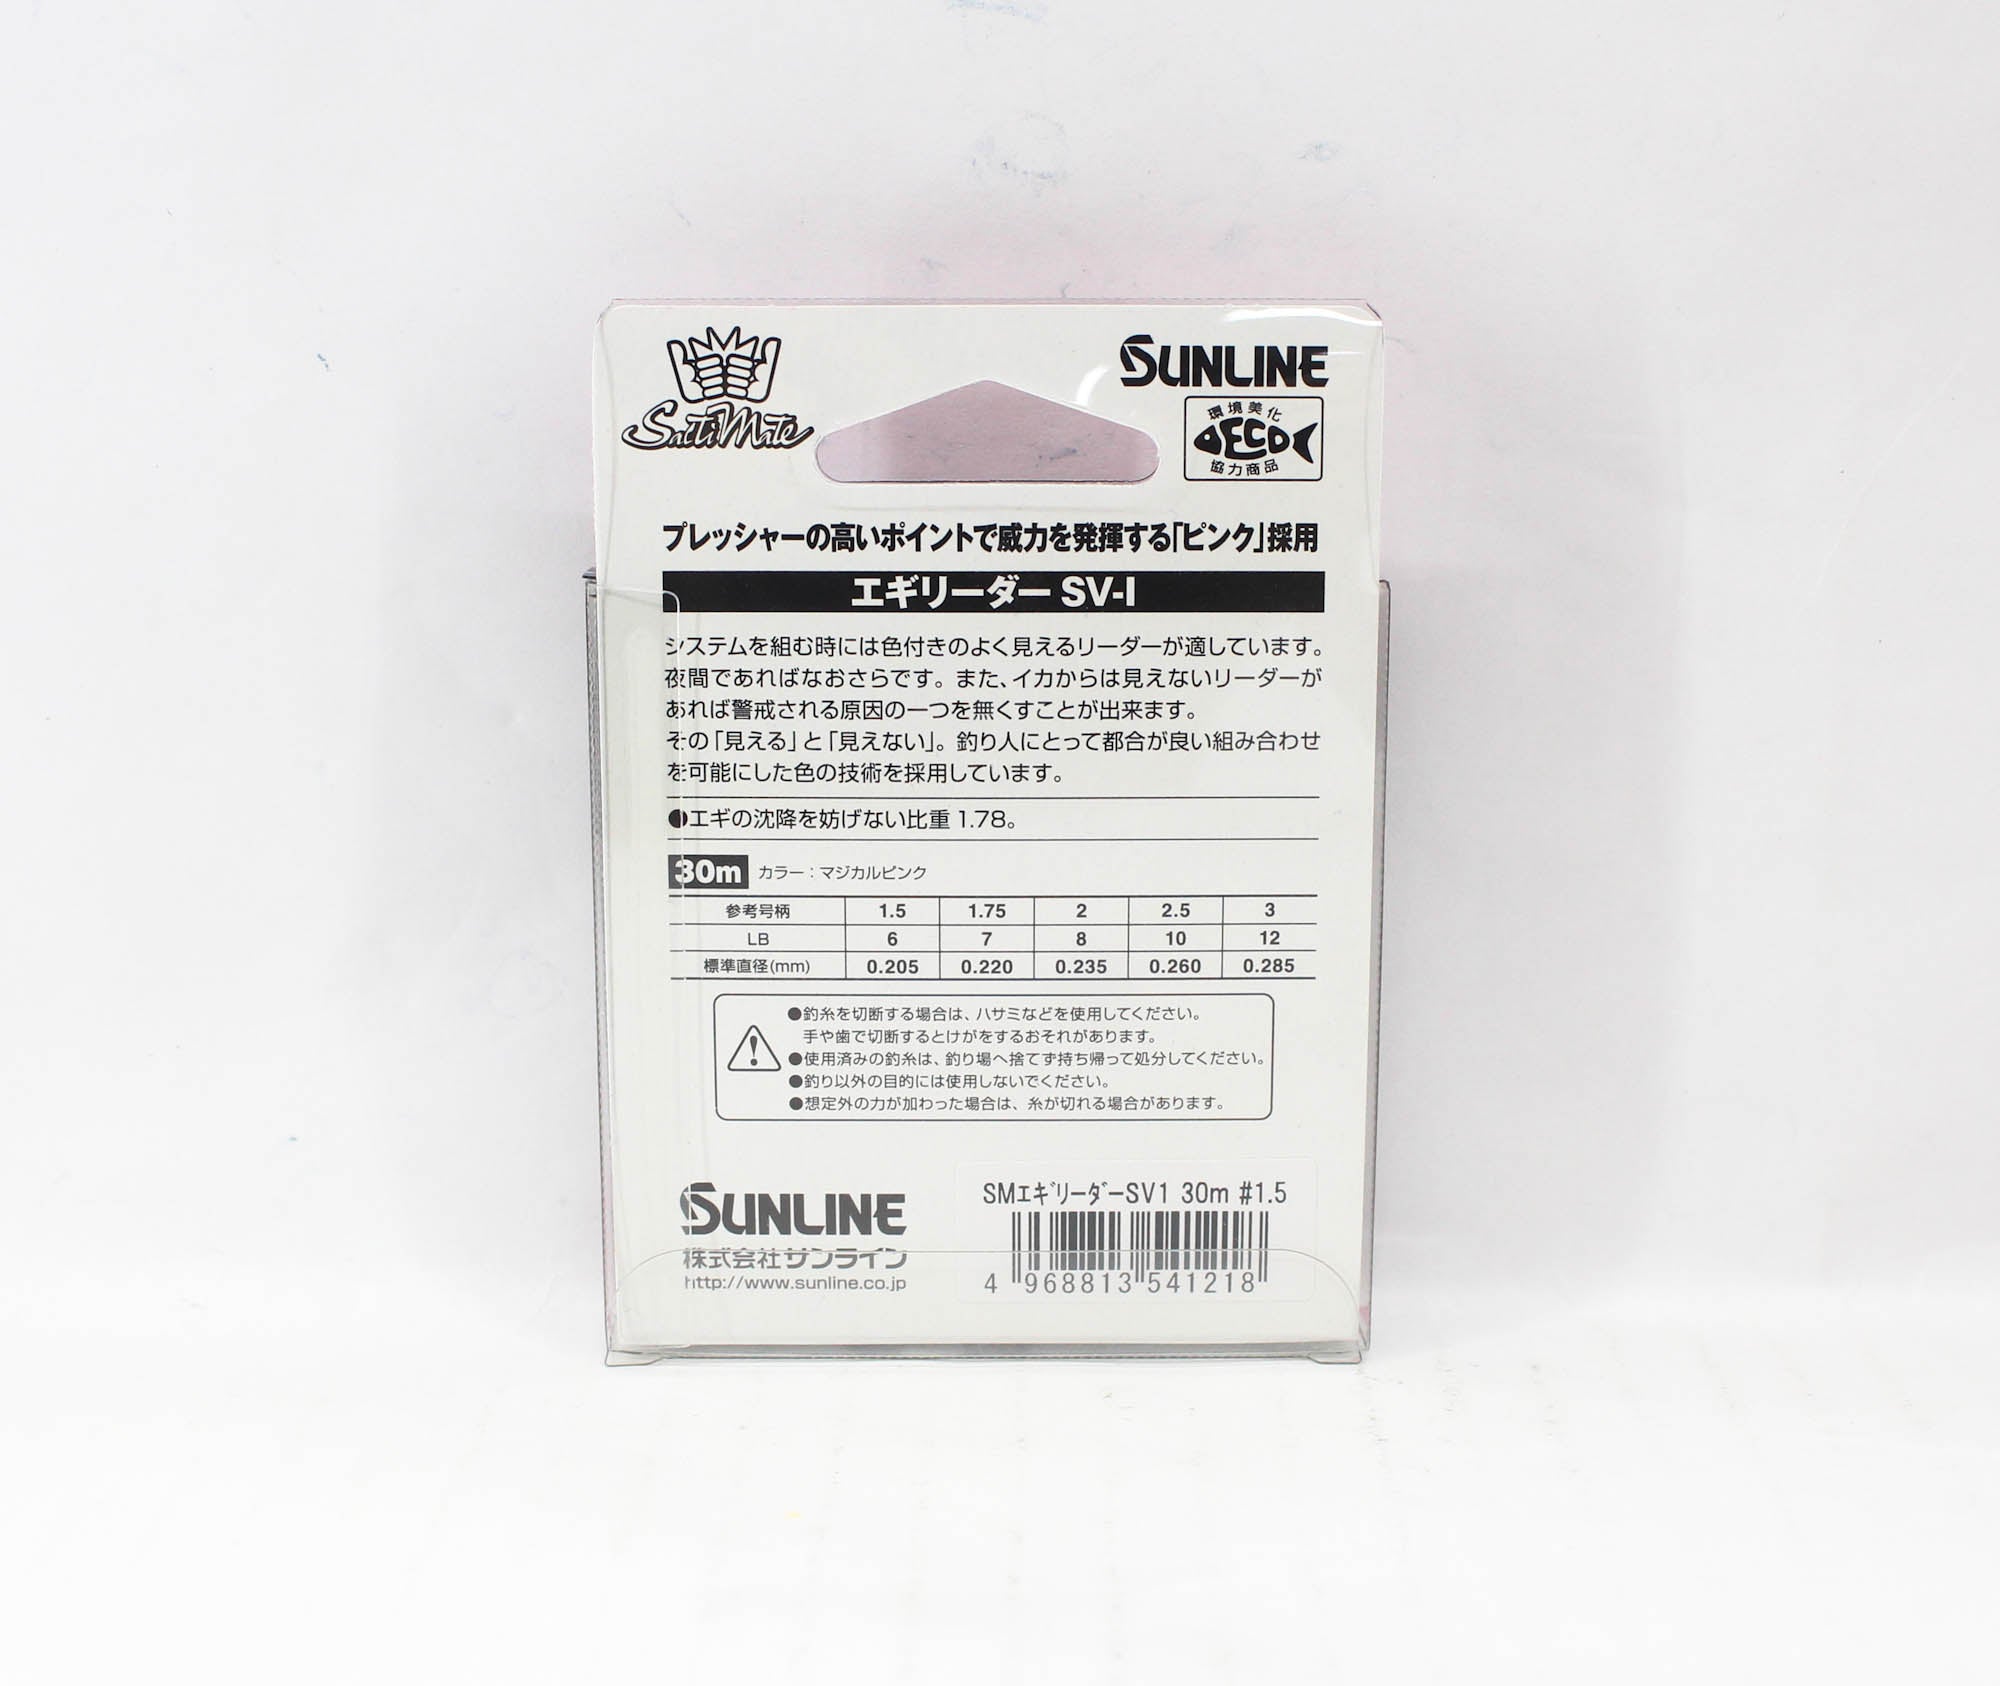 SaltiMate
SUNLINE
環境美化
ECO
協力商品
プレッシャーの高いポイントで威力を発揮する「ピンク」採用
エギリーダー SV-I
システムを組む時には色付きのよく見えるリーダーが適しています。
夜間であればなおさらです。また、イカからは見えないリーダーが
あれば警戒される原因の一つを無くすことが出来ます。
その「見える」と「見えない」。釣り人にとって都合が良い組み合わせ
を可能にした色の技術を採用しています。
●エギの沈降を妨げない比重 1.78。
30m カラー：マジカルピンク
参考号柄 1.5 1.75 2 2.5 3
LB 6 7 8 10 12
標準直径(mm) 0.205 0.220 0.235 0.260 0.285
●釣糸を切断する場合は、ハサミなどを使用してください。
手や歯で切断するとけがをするおそれがあります。
●使用済みの釣糸は、釣り場へ捨てず持ち帰って処分してください。
●釣り以外の目的には使用しないでください。
●想定外の力が加わった場合は、糸が切れる場合があります。
SUNLINE
株式会社サンライン
http://www.sunline.co.jp
SMｴｷﾞﾘｰﾀﾞｰSV1 30m #1.5
4 968813 541218